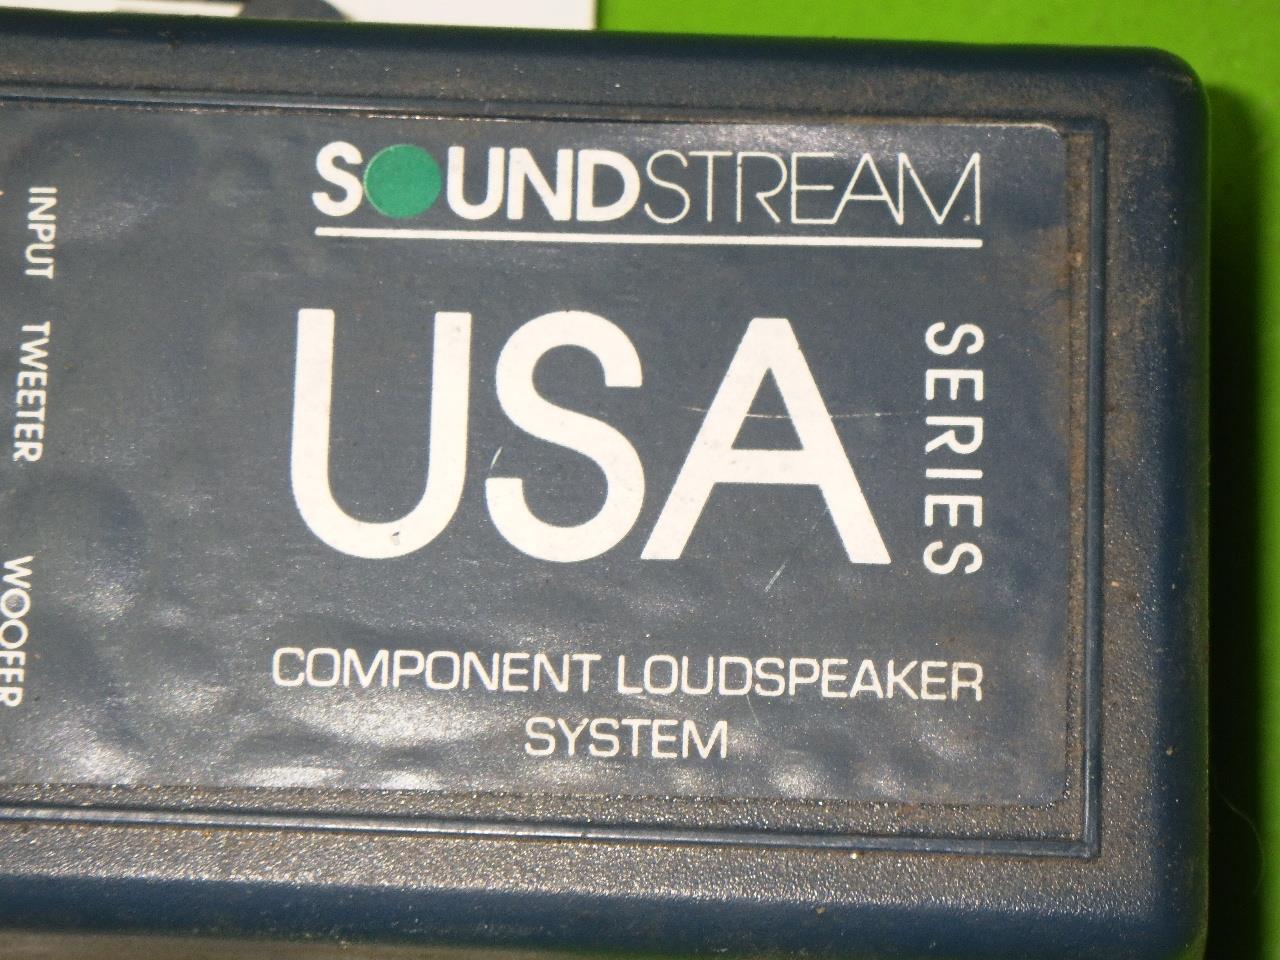 SOUNDSTREAM
USA
SERIES
COMPONENT LOUDSPEAKER
SYSTEM
INPUT
TWEETER
WOOFER